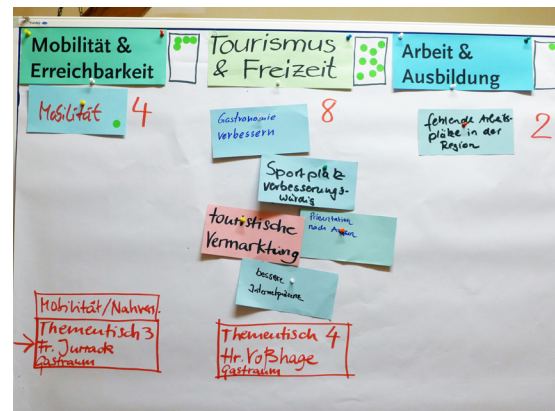 Mobilität &
Erreichbarkeit
Tourismus
& Freizeit
Arbeit &
Ausbildung
Mobilität
4
Gastronomie
verbessern
8
fehlende Arbeits-
plätze in der
Region
2
Sportplatz
verbesserungs-
würdig
touristische
Vermarktung
Präsentation
nach Außen
bessere
Internetpräsenz
Mobilität/Nahver.
Thementisch 3
Fr. Jurrack
Gastraum
Thementisch 4
Hr. Voßhage
Gastraum